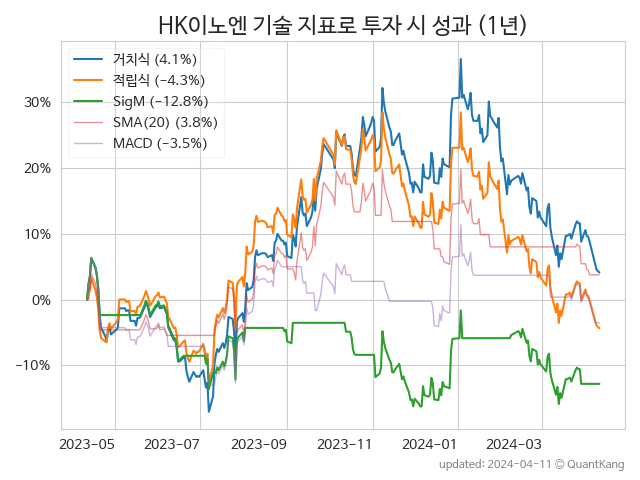 HK이노엔 기술 지표로 투자 시 성과 (1년)
거치식 (4.1%)
적립식 (−4.3%)
SigM (−12.8%)
SMA(20) (3.8%)
MACD (−3.5%)
30%
20%
10%
0%
−10%
2023−05
2023−07
2023−09
2023−11
2024−01
2024−03
updated: 2024−04−11 © QuantKang